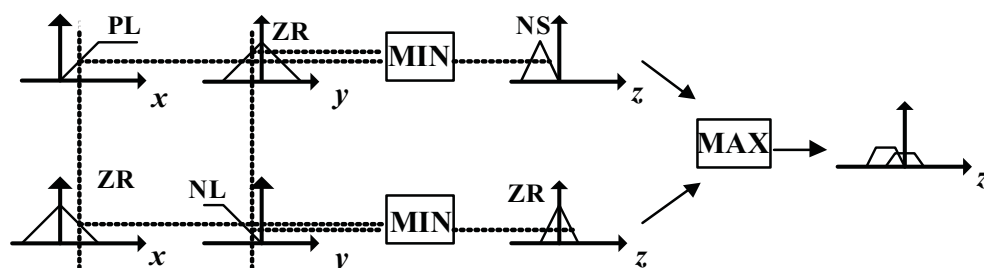 PL ZR MIN NS
x y z
MAX z
ZR NL MIN ZR
x y z